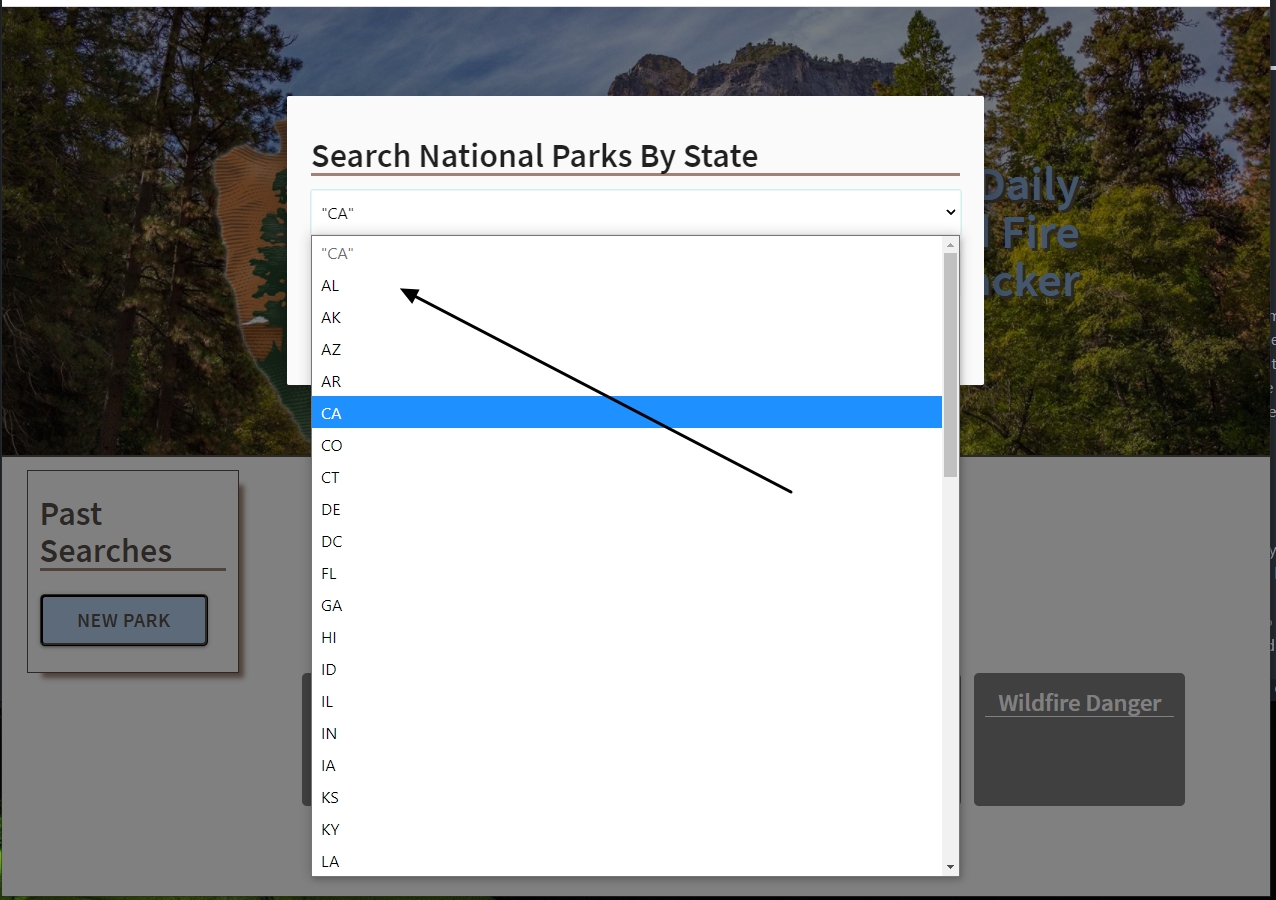 Search National Parks By State
"CA"
"CA"
AL
AK
AZ
AR
CA
CO
CT
DE
DC
FL
GA
HI
ID
IL
IN
IA
KS
KY
LA
Daily
Fire
Past
Searches
NEW PARK
Wildfire Danger